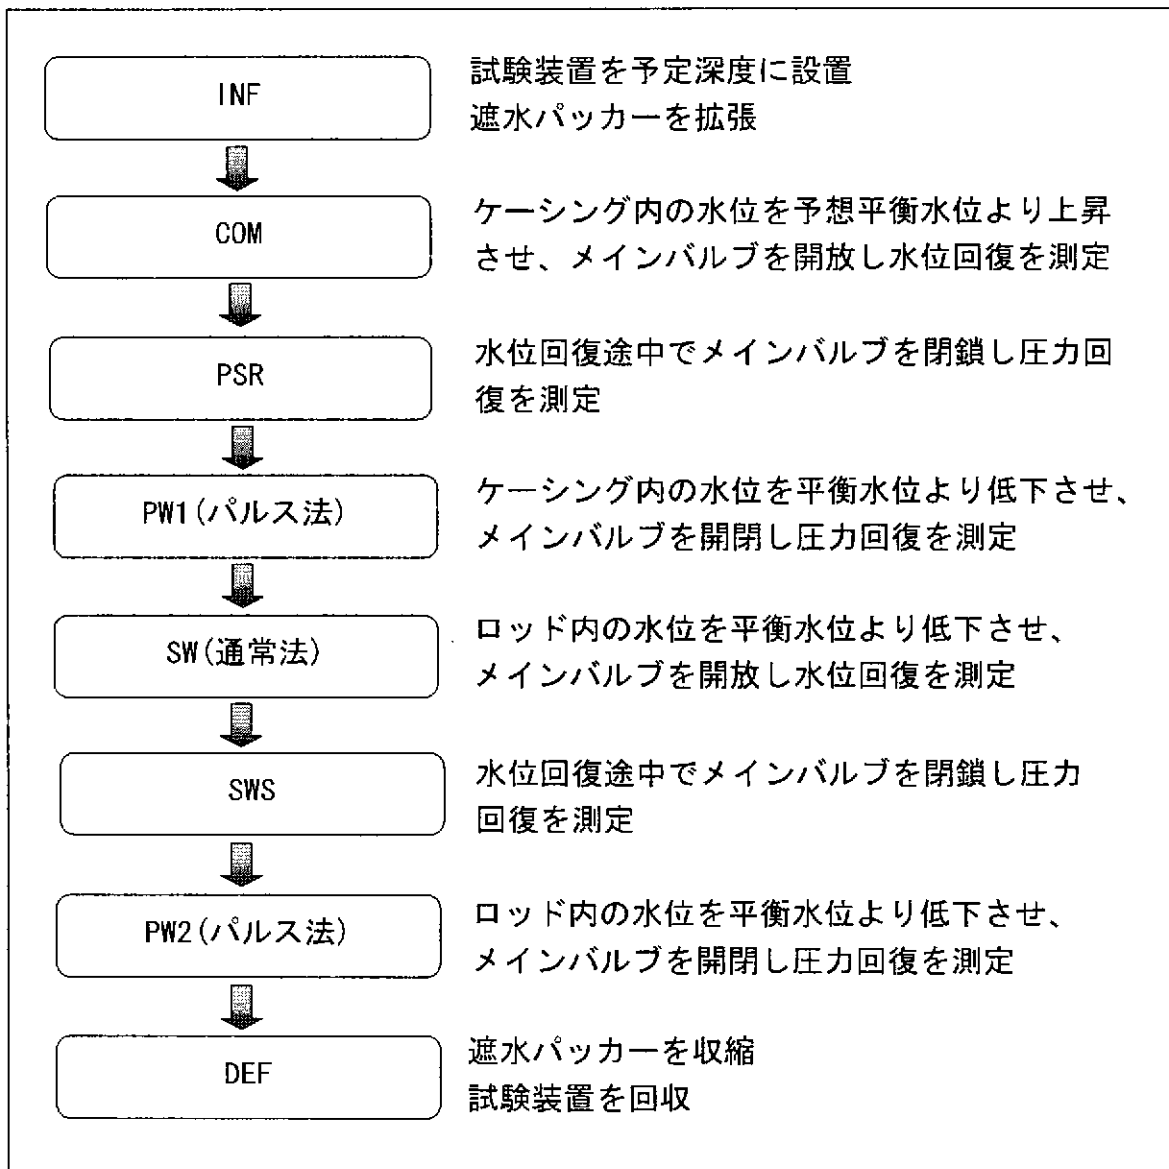 INF
試験装置を予定深度に設置
遮水パッカーを拡張
COM
ケーシング内の水位を予想平衡水位より上昇
させ、メインバルブを開放し水位回復を測定
PSR
水位回復途中でメインバルブを閉鎖し圧力回
復を測定
PW1(パルス法)
ケーシング内の水位を平衡水位より低下させ、
メインバルブを開閉し圧力回復を測定
SW(通常法)
ロッド内の水位を平衡水位より低下させ、
メインバルブを開放し水位回復を測定
SWS
水位回復途中でメインバルブを閉鎖し圧力
回復を測定
PW2(パルス法)
ロッド内の水位を平衡水位より低下させ、
メインバルブを開閉し圧力回復を測定
DEF
遮水パッカーを収縮
試験装置を回収